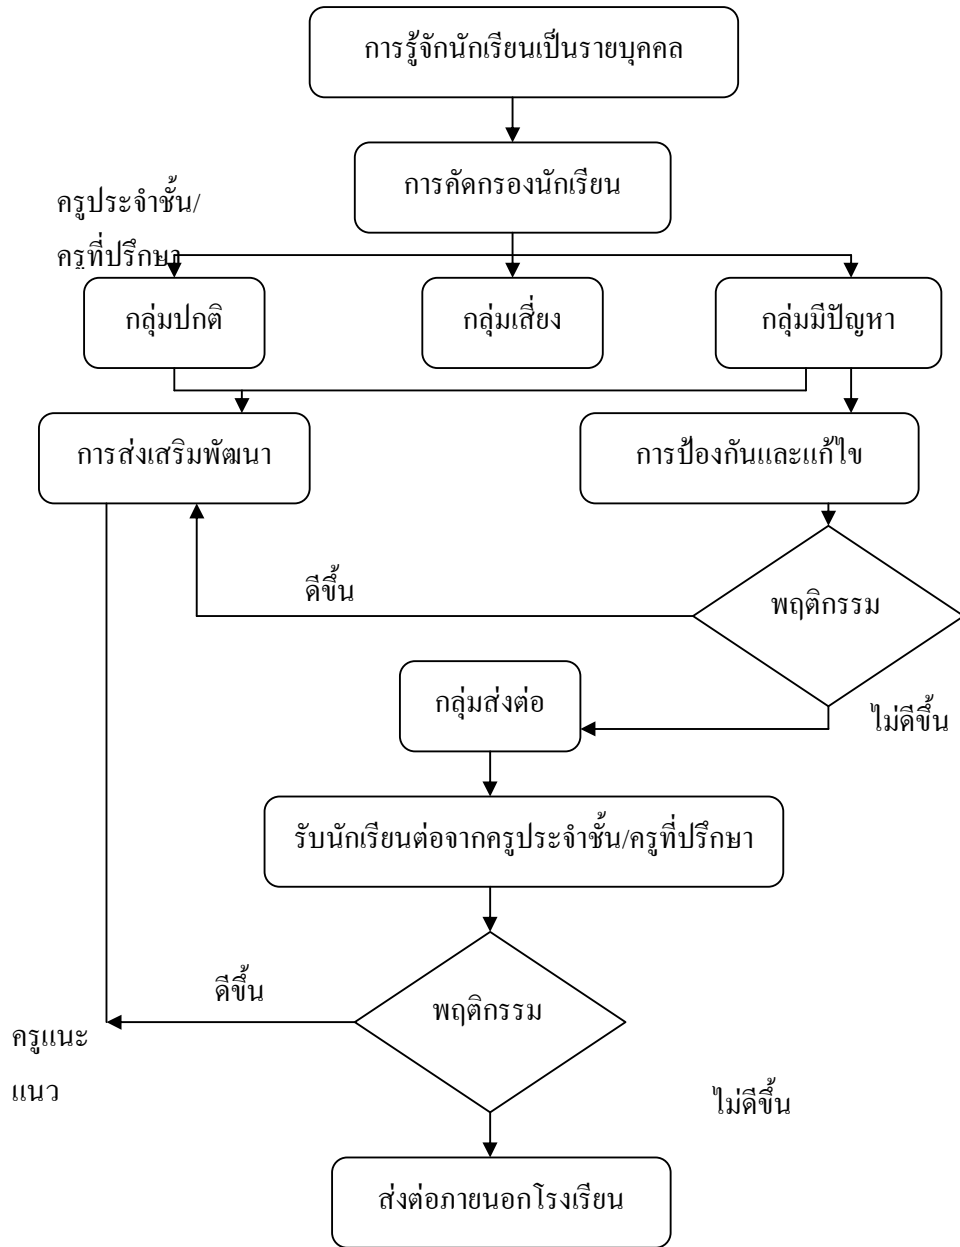 การรู้จักนักเรียนเป็นรายบุคคล
การคัดกรองนักเรียน
ครูประจำชั้น/
ครูที่ปรึกษา
กลุ่มปกติ
กลุ่มเสี่ยง
กลุ่มมีปัญหา
การส่งเสริมพัฒนา
การป้องกันและแก้ไข
ดีขึ้น
พฤติกรรม
กลุ่มส่งต่อ
ไม่ดีขึ้น
รับนักเรียนต่อจากครูประจำชั้น/ครูที่ปรึกษา
ดีขึ้น
พฤติกรรม
ครูแนะ
แนว
ไม่ดีขึ้น
ส่งต่อภายนอกโรงเรียน